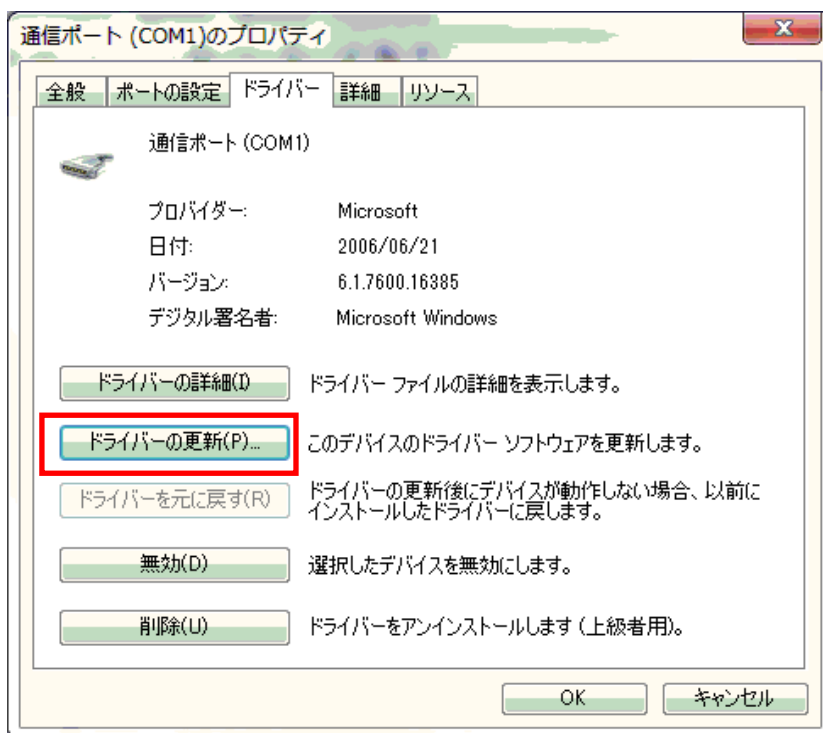 通信ポート (COM1)のプロパティ
全般 ポートの設定 ドライバー 詳細 リソース
通信ポート (COM1)
プロバイダー: Microsoft
日付: 2006/06/21
バージョン: 6.1.7600.16385
デジタル署名者: Microsoft Windows
ドライバーの詳細(I) ドライバー ファイルの詳細を表示します。
ドライバーの更新(P)... このデバイスのドライバー ソフトウェアを更新します。
ドライバーを元に戻す(R) ドライバーの更新後にデバイスが動作しない場合、以前に
インストールしたドライバーに戻します。
無効(D) 選択したデバイスを無効にします。
削除(U) ドライバーをアンインストールします (上級者用)。
OK キャンセル